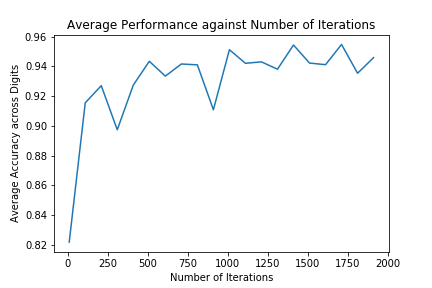 Average Performance against Number of Iterations
Average Accuracy across Digits
0.96
0.94
0.92
0.90
0.88
0.86
0.84
0.82
0 250 500 750 1000 1250 1500 1750 2000
Number of Iterations